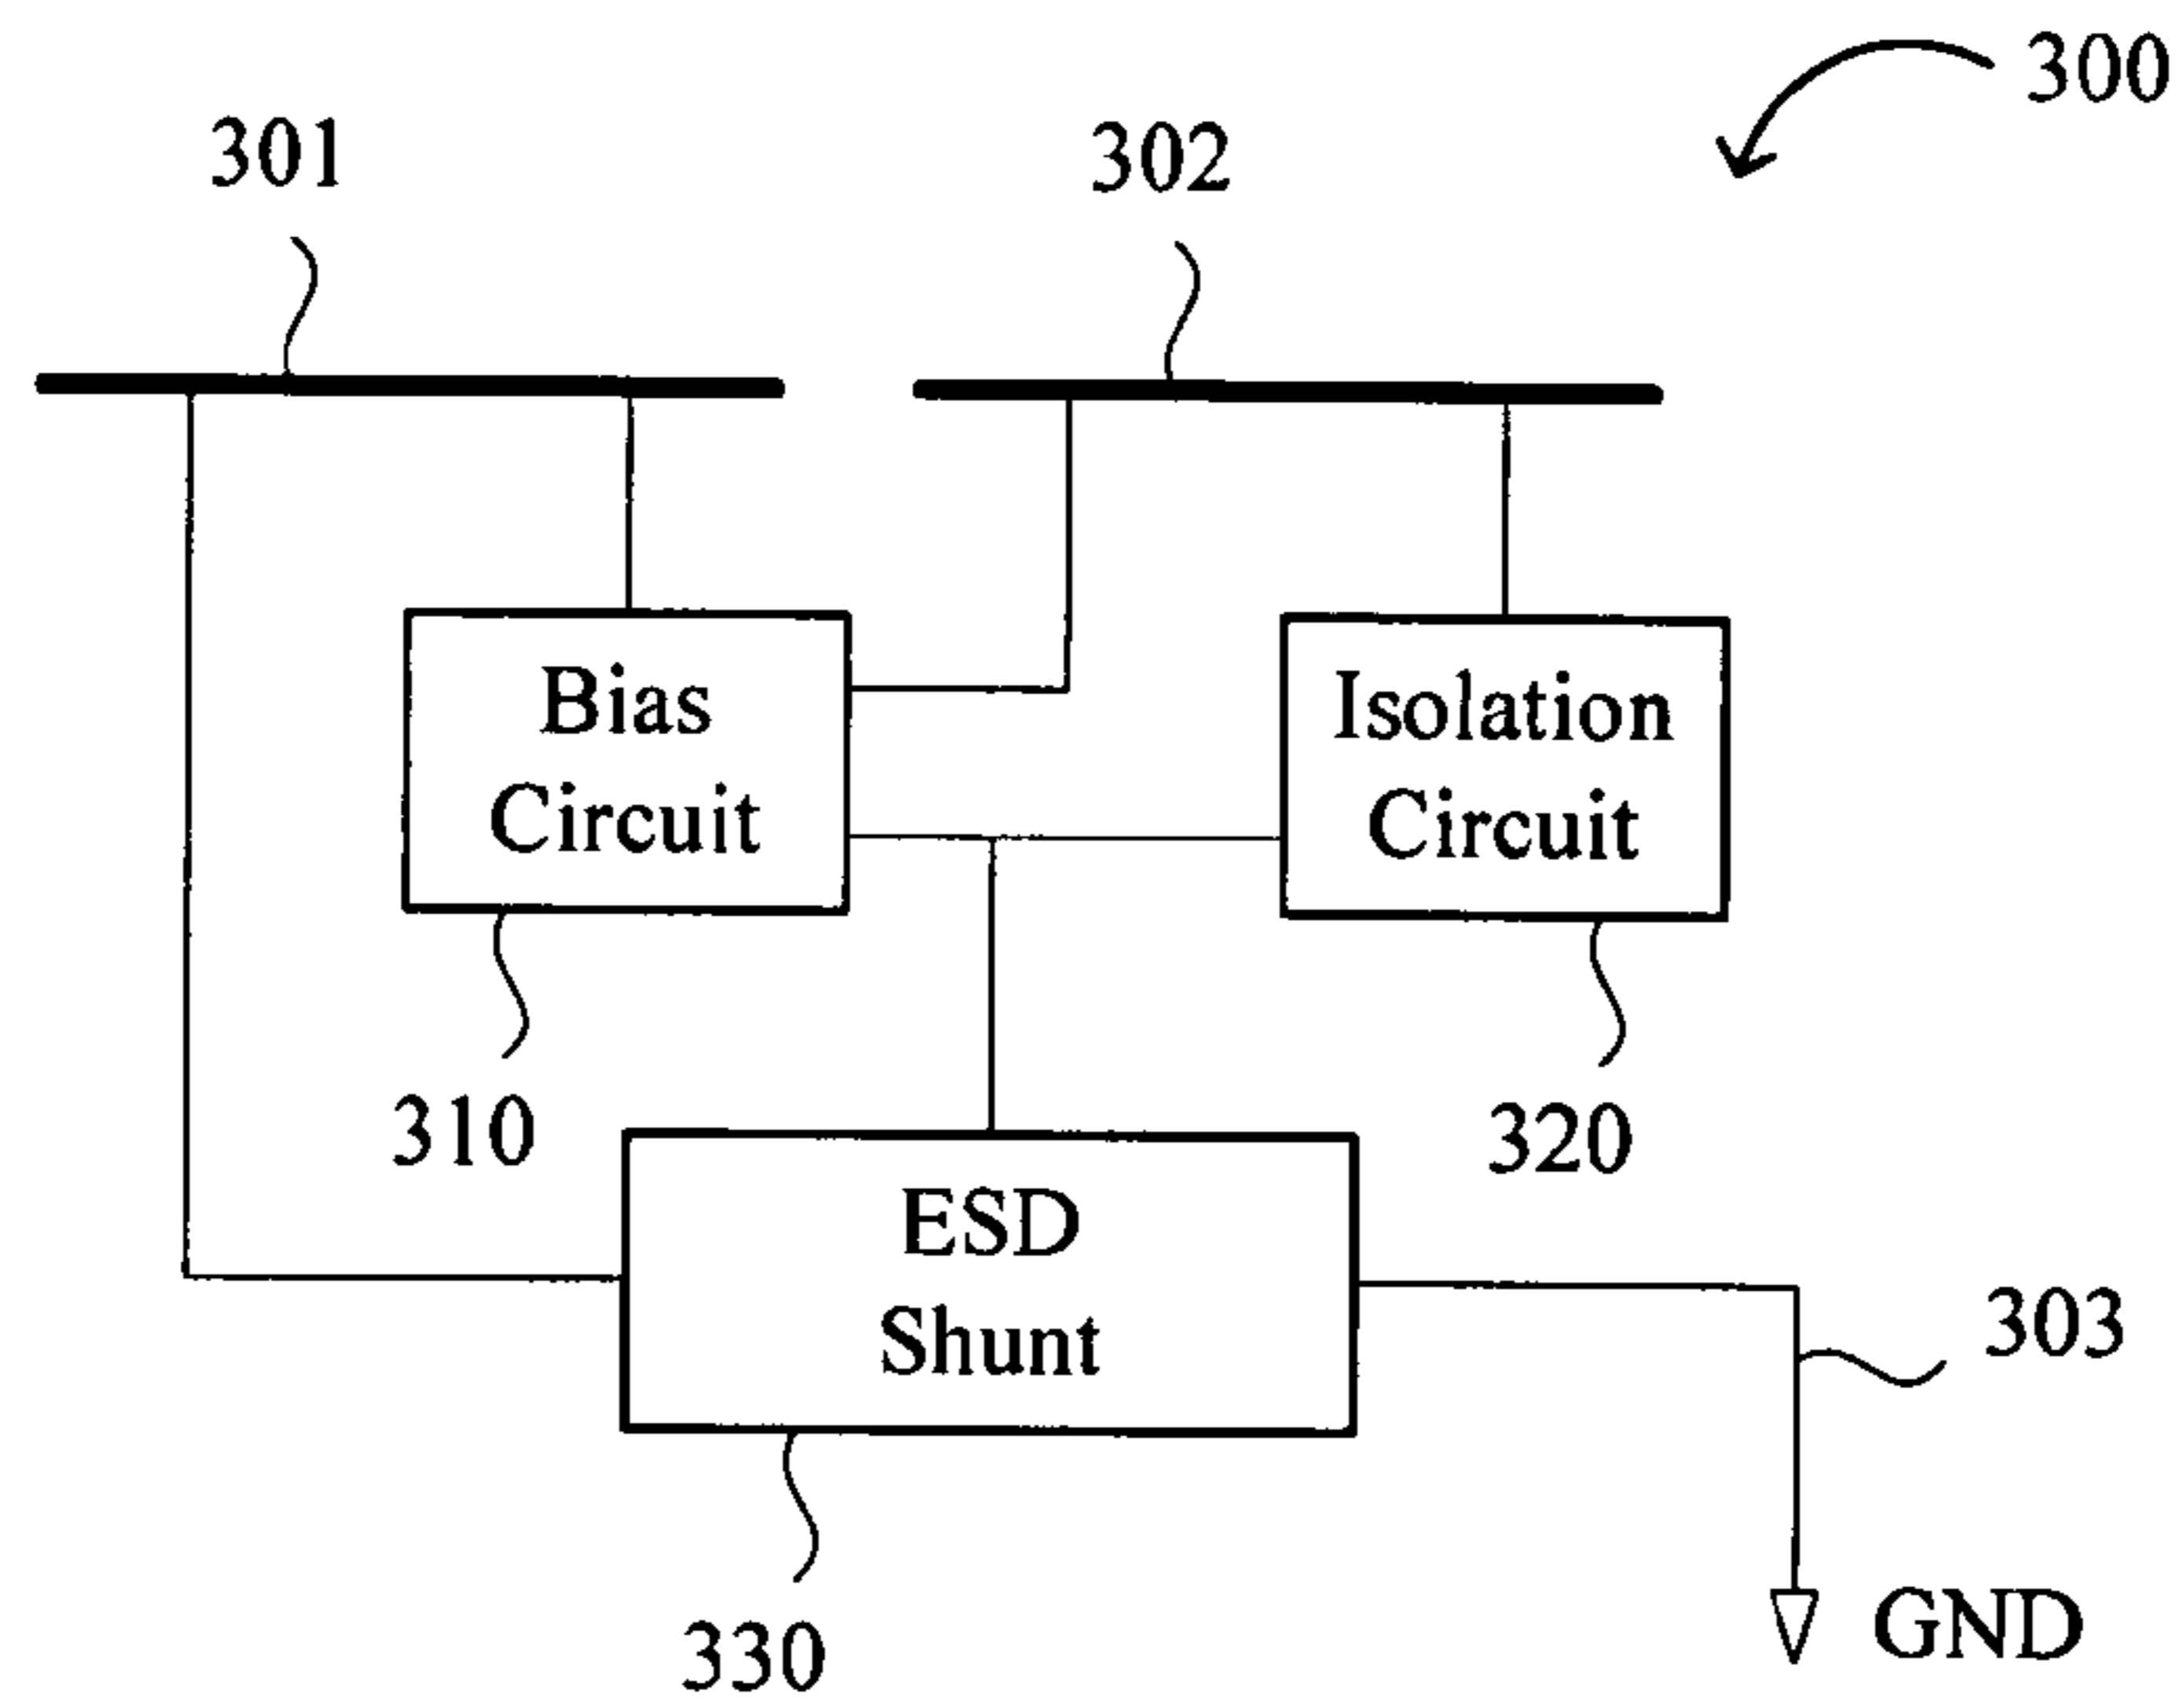 300
301
302
Bias
Circuit
Isolation
Circuit
310
320
ESD
Shunt
303
330
GND